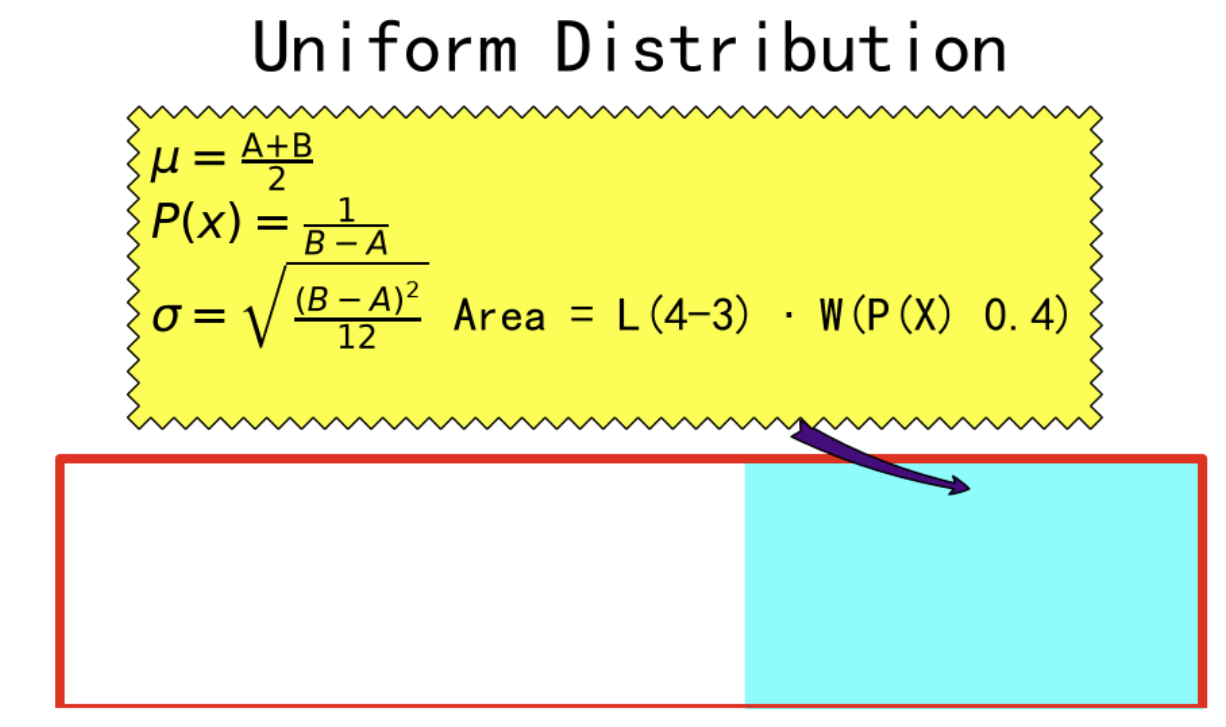 Uniform Distribution
μ = A+B/2
P(x) = 1/B − A
σ = √(B − A)²/12 Area = L(4−3) · W(P(X) 0.4)